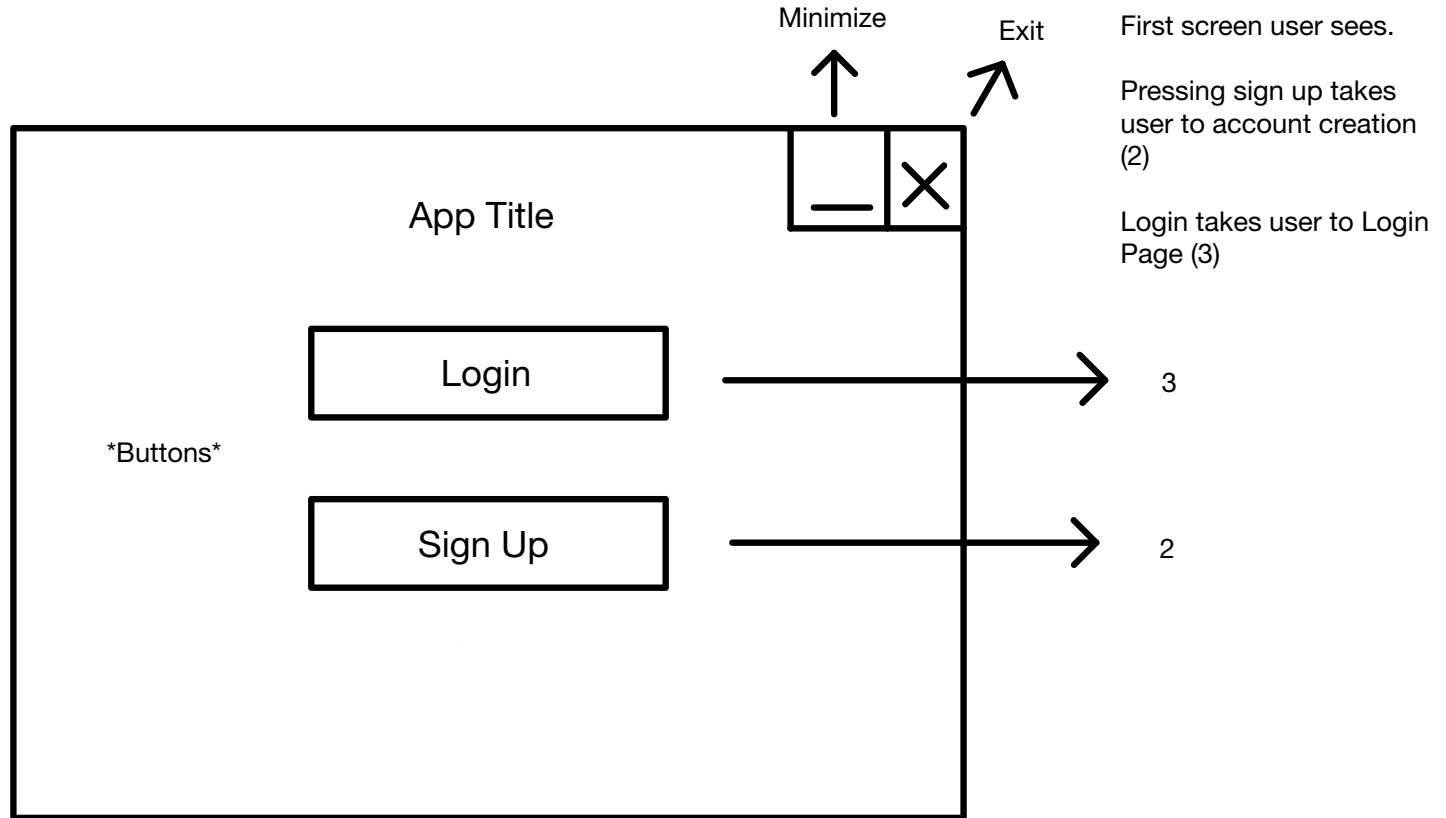 Minimize
Exit
First screen user sees.
Pressing sign up takes
user to account creation
(2)
Login takes user to Login
Page (3)
App Title
Login
3
*Buttons*
Sign Up
2